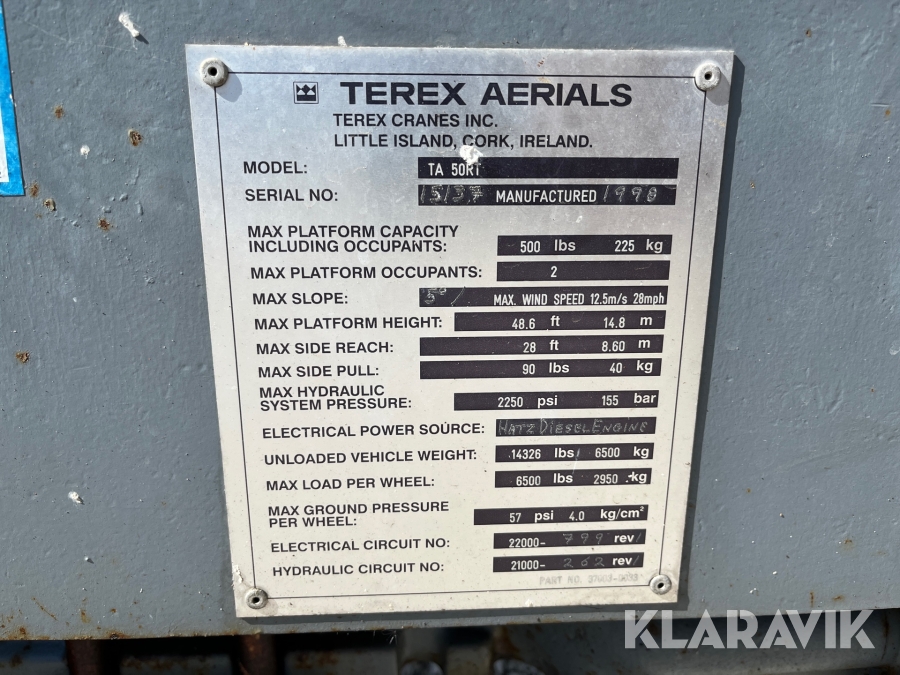 TEREX AERIALS
TEREX CRANES INC.
LITTLE ISLAND, CORK, IRELAND.
MODEL: TA 50RT
SERIAL NO: 15137 MANUFACTURED 1998
MAX PLATFORM CAPACITY
INCLUDING OCCUPANTS: 500 lbs 225 kg
MAX PLATFORM OCCUPANTS: 2
MAX SLOPE: 5° MAX. WIND SPEED 12.5m/s 28mph
MAX PLATFORM HEIGHT: 48.6 ft 14.8 m
MAX SIDE REACH: 28 ft 8.60 m
MAX SIDE PULL: 90 lbs 40 kg
MAX HYDRAULIC
SYSTEM PRESSURE: 2250 psi 155 bar
ELECTRICAL POWER SOURCE: HATZ DIESEL ENGINE
UNLOADED VEHICLE WEIGHT: 14326 lbs 6500 kg
MAX LOAD PER WHEEL: 6500 lbs 2950 kg
MAX GROUND PRESSURE
PER WHEEL: 57 psi 4.0 kg/cm²
ELECTRICAL CIRCUIT NO: 22000-799 rev
HYDRAULIC CIRCUIT NO: 21000-262 rev
PART NO.
KLARAVIK